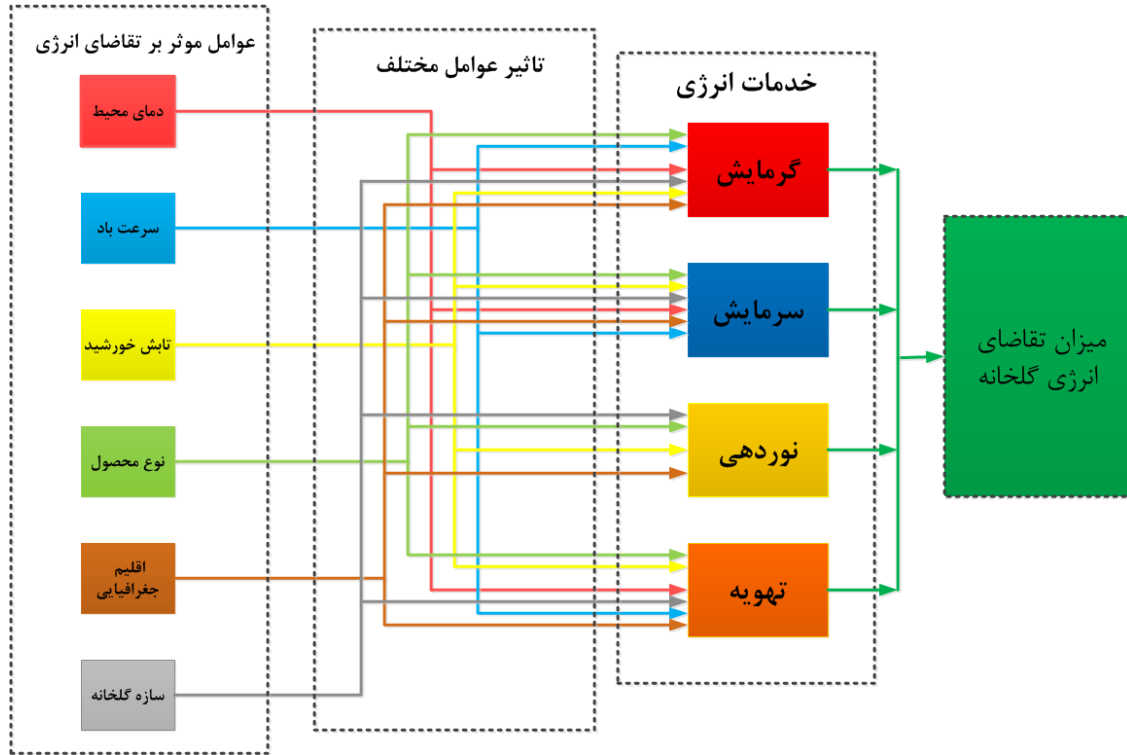 عوامل موثر بر تقاضای انرژی
دمای محیط
سرعت باد
تابش خورشید
نوع محصول
اقلیم
جغرافیایی
سازه گلخانه
تاثیر عوامل مختلف
خدمات انرژی
گرمایش
سرمایش
نوردهی
تهویه
میزان تقاضای
انرژی گلخانه